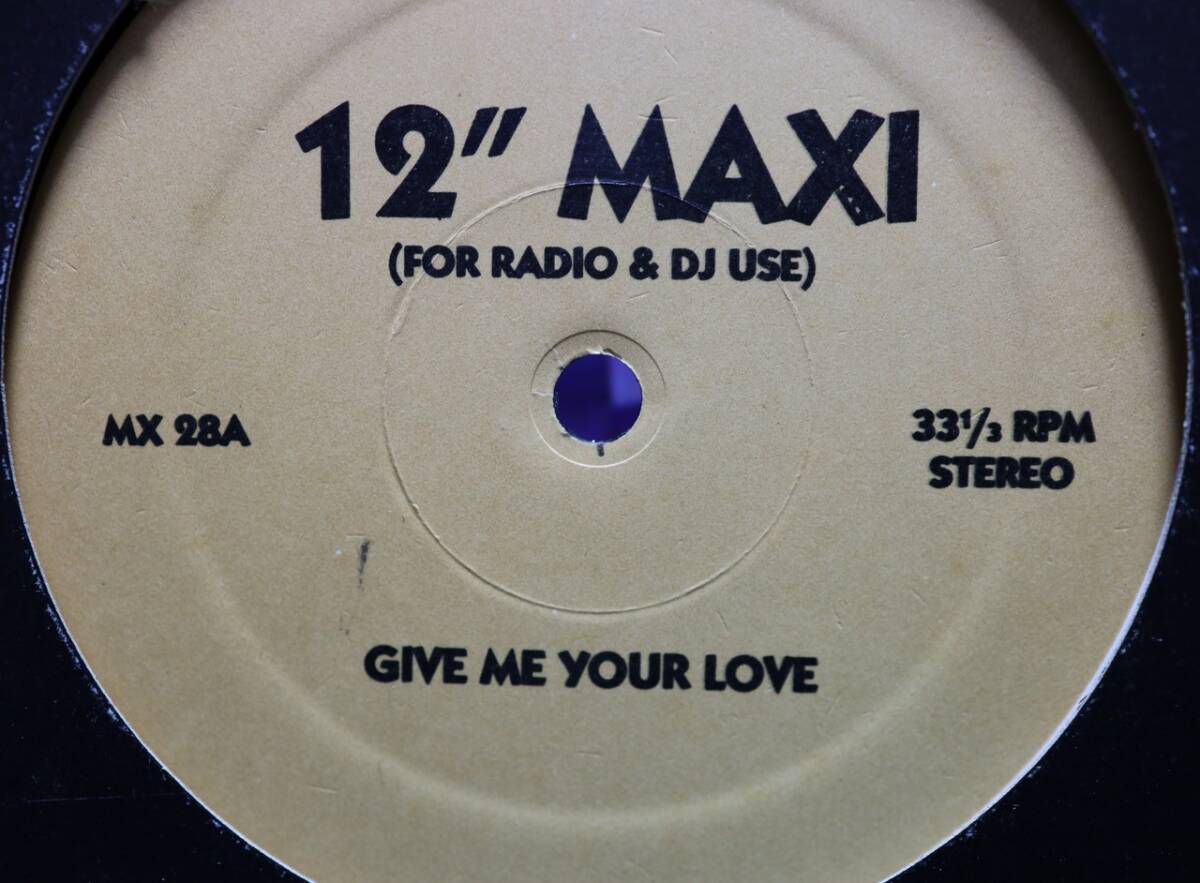 12" MAXI
(FOR RADIO & DJ USE)
MX 28A
33⅓ RPM
STEREO
GIVE ME YOUR LOVE